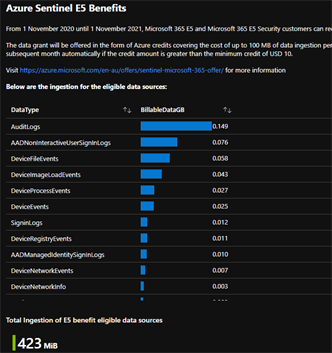 Azure Sentinel E5 Benefits
From 1 November 2020 until 1 November 2021, Microsoft 365 E5 and Microsoft 365 E5 Security customers can rec
The data grant will be offered in the form of Azure credits covering the cost of up to 100 MB of data ingestion per
subsequent month automatically if the credit amount is greater than the minimum credit of USD 10.
Visit https://azure.microsoft.com/en-au/offers/sentinel-microsoft-365-offer/ for more information
Below are the ingestion for the eligible data sources:
DataType BillableDataGB
AuditLogs 0.149
AADNonInteractiveUserSignInLogs 0.076
DeviceFileEvents 0.058
DeviceImageLoadEvents 0.043
DeviceProcessEvents 0.027
DeviceEvents 0.025
SigninLogs 0.012
DeviceRegistryEvents 0.011
AADManagedIdentitySignInLogs 0.010
DeviceNetworkEvents 0.007
DeviceNetworkInfo 0.003
Total Ingestion of E5 benefit eligible data sources
423 MiB